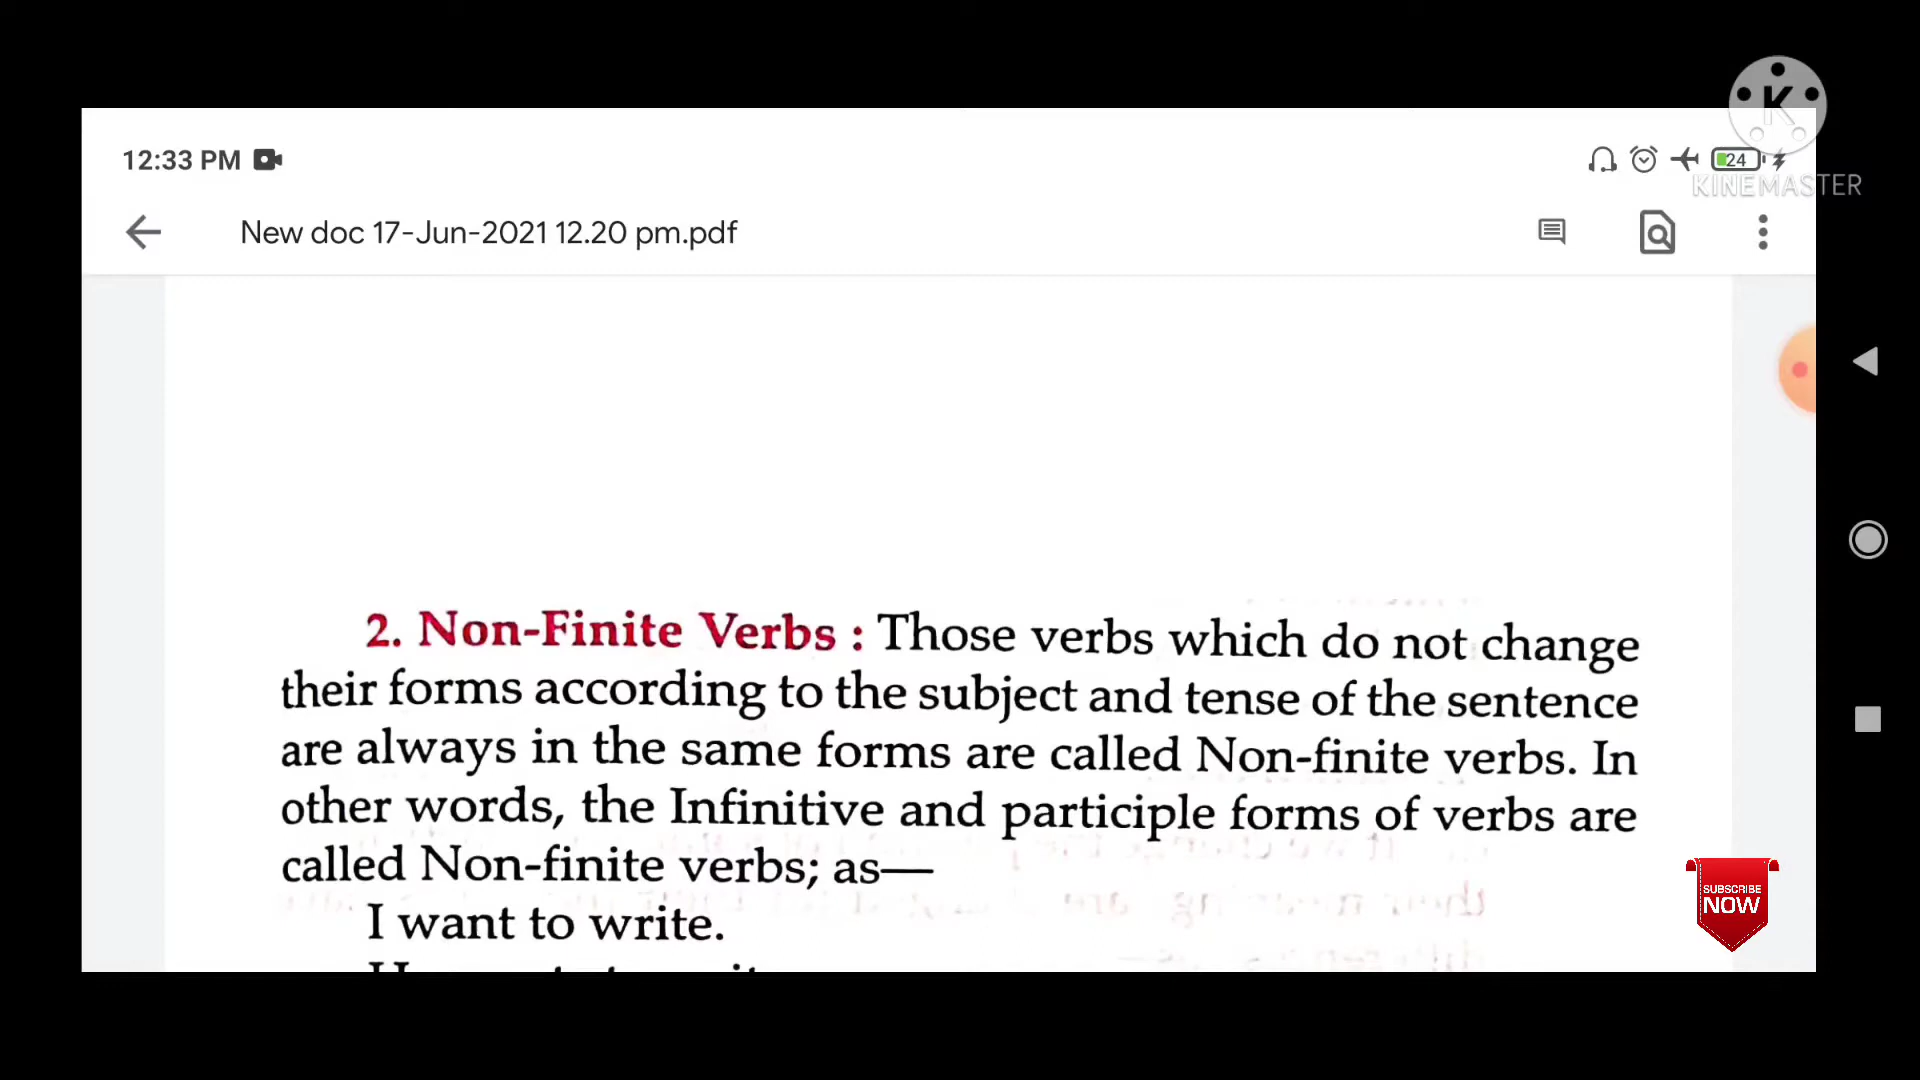 12:33 PM
24
KINEMASTER
New doc 17-Jun-2021 12.20 pm.pdf
2. Non-Finite Verbs : Those verbs which do not change
their forms according to the subject and tense of the sentence
are always in the same forms are called Non-finite verbs. In
other words, the Infinitive and participle forms of verbs are
called Non-finite verbs; as—
I want to write.
SUBSCRIBE
NOW